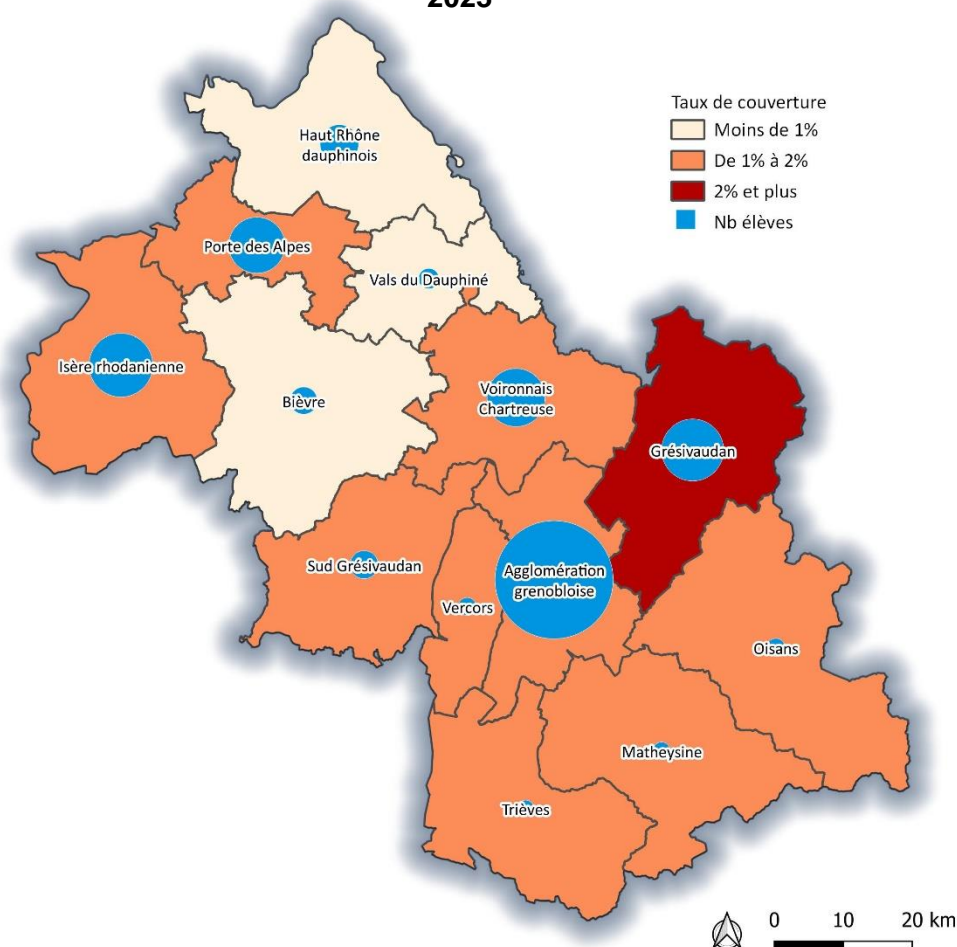 Taux de couverture
Moins de 1%
De 1% à 2%
2% et plus
Nb élèves
Haut Rhône
dauphinois
Porte des Alpes
Vals du Dauphiné
Isère rhodanienne
Bièvre
Voironnais
Chartreuse
Grésivaudan
Sud Grésivaudan
Agglomération
grenobloise
Vercors
Oisans
Matheysine
Trièves
0 10 20 km